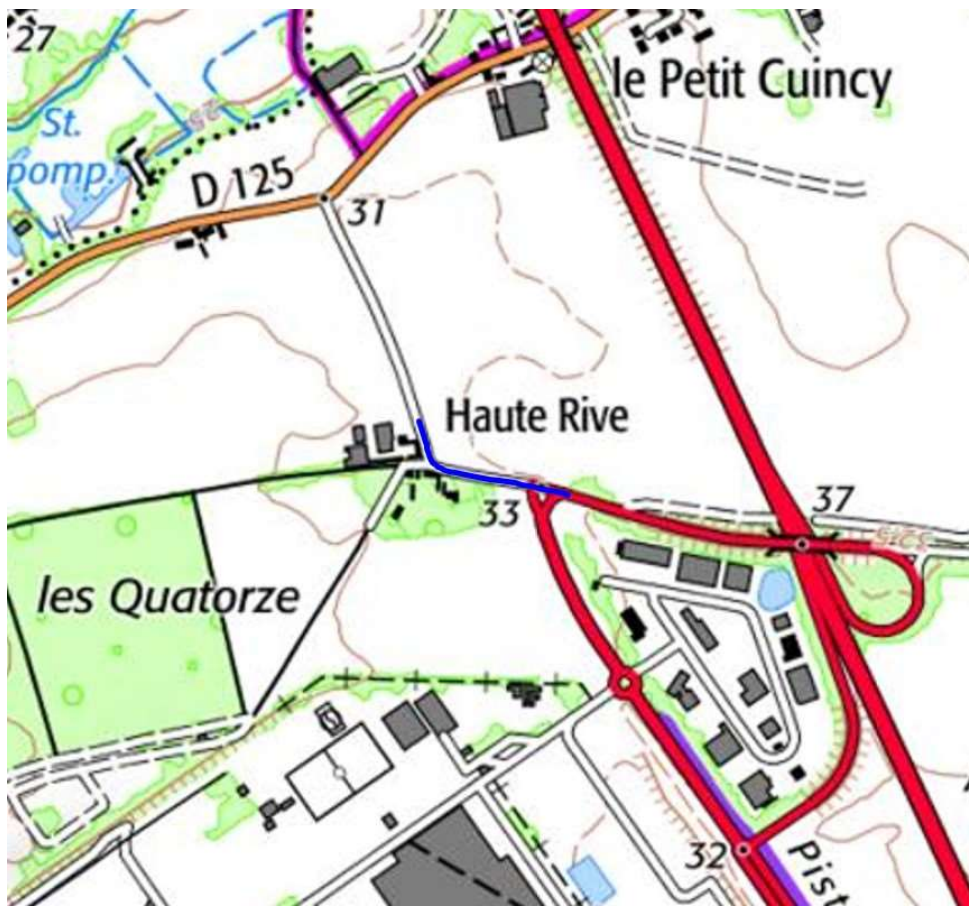 27
le Petit Cuincy
St.
pomp.
D 125
31
Haute Rive
37
33
les Quatorze
32
Pist